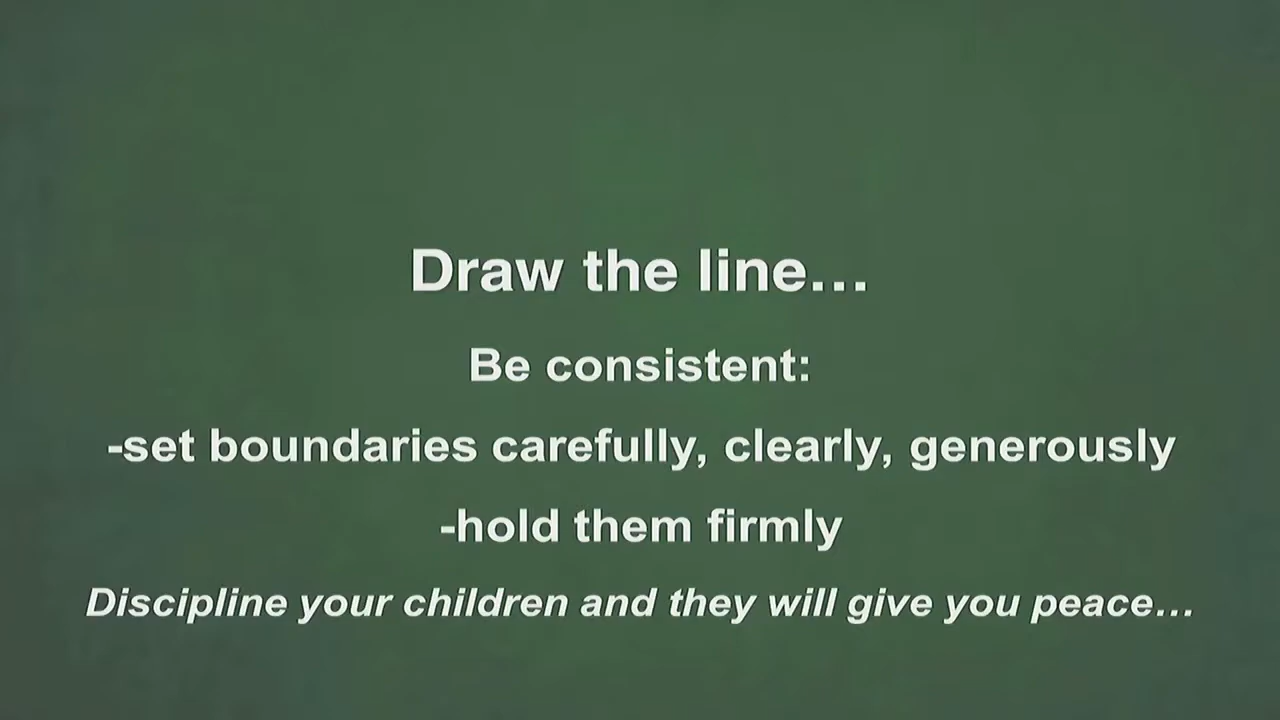 Draw the line…
Be consistent:
-set boundaries carefully, clearly, generously
-hold them firmly
Discipline your children and they will give you peace…